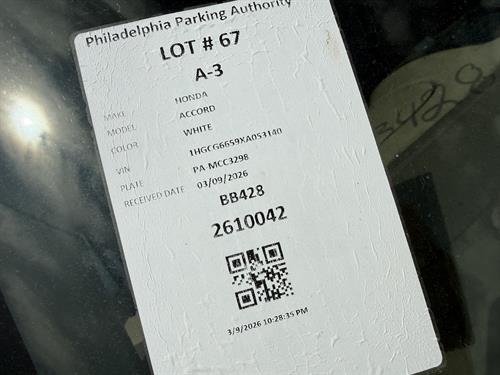 Philadelphia Parking Authority
LOT # 67
A-3
MAKE HONDA
MODEL ACCORD
COLOR WHITE
VIN 1HGCG6659XA053140
PLATE PA-MCC3298
RECEIVED DATE 03/09/2026
BB428
2610042
3/9/2026 10:28:35 PM
3428